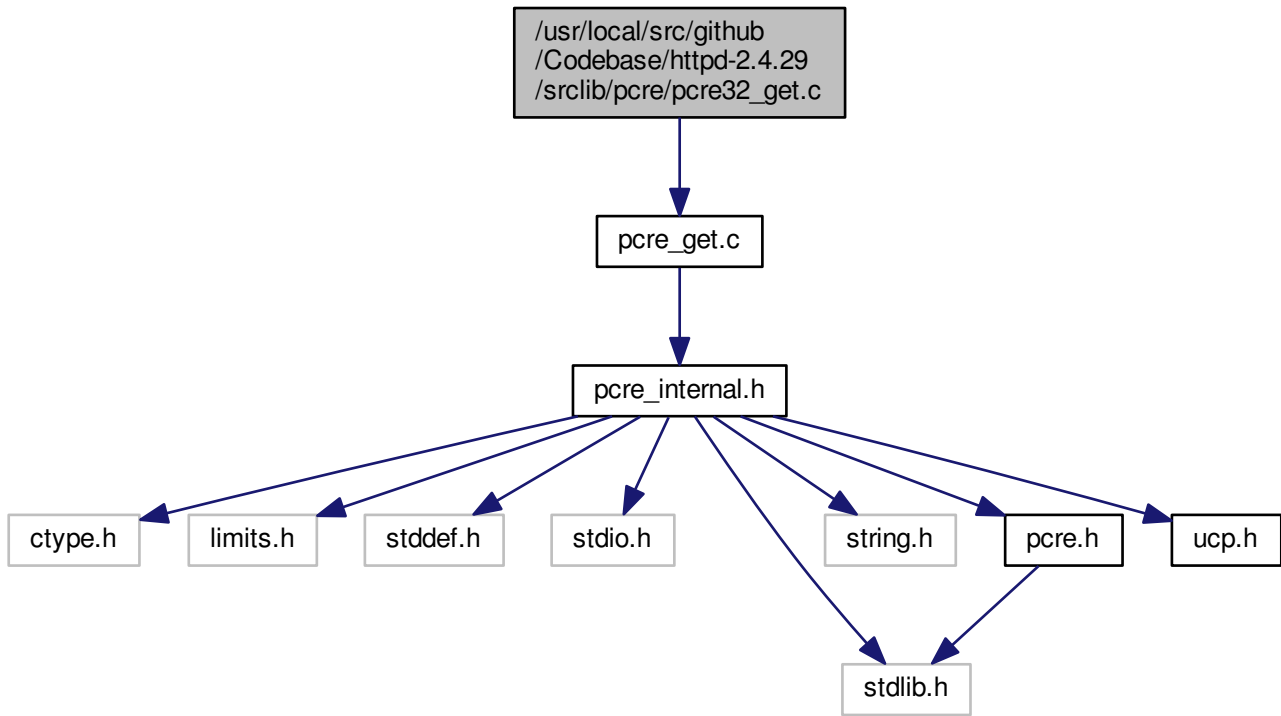 /usr/local/src/github
/Codebase/httpd-2.4.29
/srclib/pcre/pcre32_get.c
pcre_get.c
pcre_internal.h
ctype.h
limits.h
stddef.h
stdio.h
string.h
pcre.h
ucp.h
stdlib.h